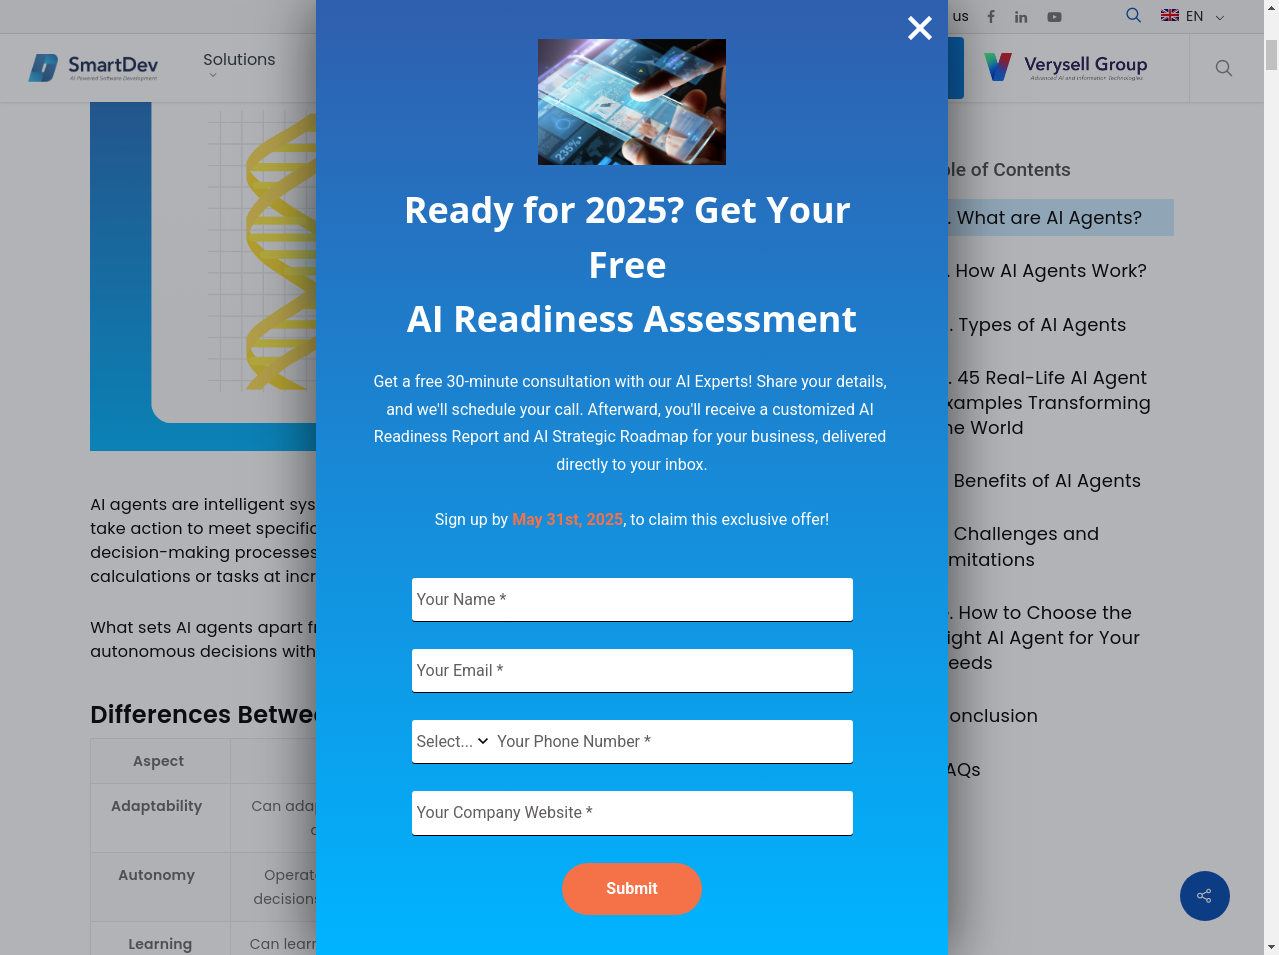 us
EN
SmartDev
AI Powered Software Development
Solutions
Verysell Group
Advanced AI and Information Technologies
235%
Ready for 2025? Get Your
Free
AI Readiness Assessment
Get a free 30-minute consultation with our AI Experts! Share your details,
and we'll schedule your call. Afterward, you'll receive a customized AI
Readiness Report and AI Strategic Roadmap for your business, delivered
directly to your inbox.
Sign up by May 31st, 2025, to claim this exclusive offer!
Your Name *
Your Email *
Select... Your Phone Number *
Your Company Website *
Submit
AI agents are intelligent sys
take action to meet specific
decision-making processes
calculations or tasks at incr
What sets AI agents apart fr
autonomous decisions with
Differences Betwee
Aspect
Adaptability
Can adap
Autonomy
Operat
decisions
Learning
Can learn
ble of Contents
. What are AI Agents?
. How AI Agents Work?
. Types of AI Agents
. 45 Real-Life AI Agent
xamples Transforming
he World
Benefits of AI Agents
Challenges and
mitations
. How to Choose the
ight AI Agent for Your
eeds
onclusion
AQs